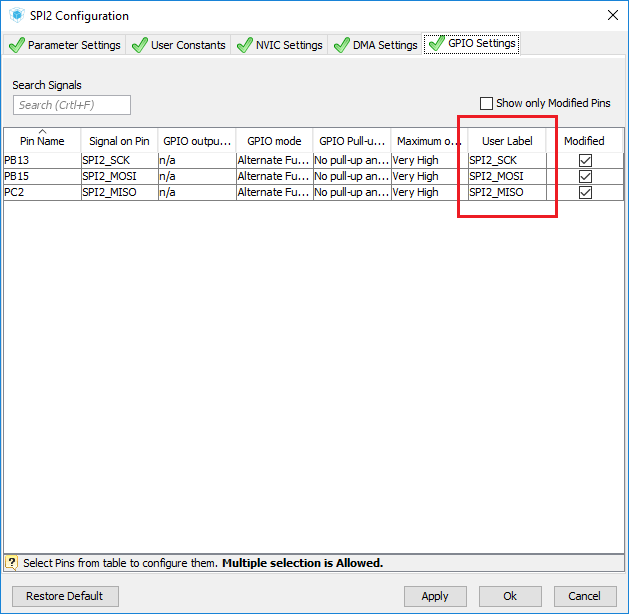 SPI2 Configuration
Parameter Settings User Constants NVIC Settings DMA Settings GPIO Settings
Search Signals
Search (Crtl+F)
Show only Modified Pins
Pin Name Signal on Pin GPIO outpu... GPIO mode GPIO Pull-u... Maximum o... User Label Modified
PB13 SPI2_SCK n/a Alternate Fu... No pull-up an... Very High SPI2_SCK
PB15 SPI2_MOSI n/a Alternate Fu... No pull-up an... Very High SPI2_MOSI
PC2 SPI2_MISO n/a Alternate Fu... No pull-up an... Very High SPI2_MISO
? Select Pins from table to configure them. Multiple selection is Allowed.
Restore Default Apply Ok Cancel